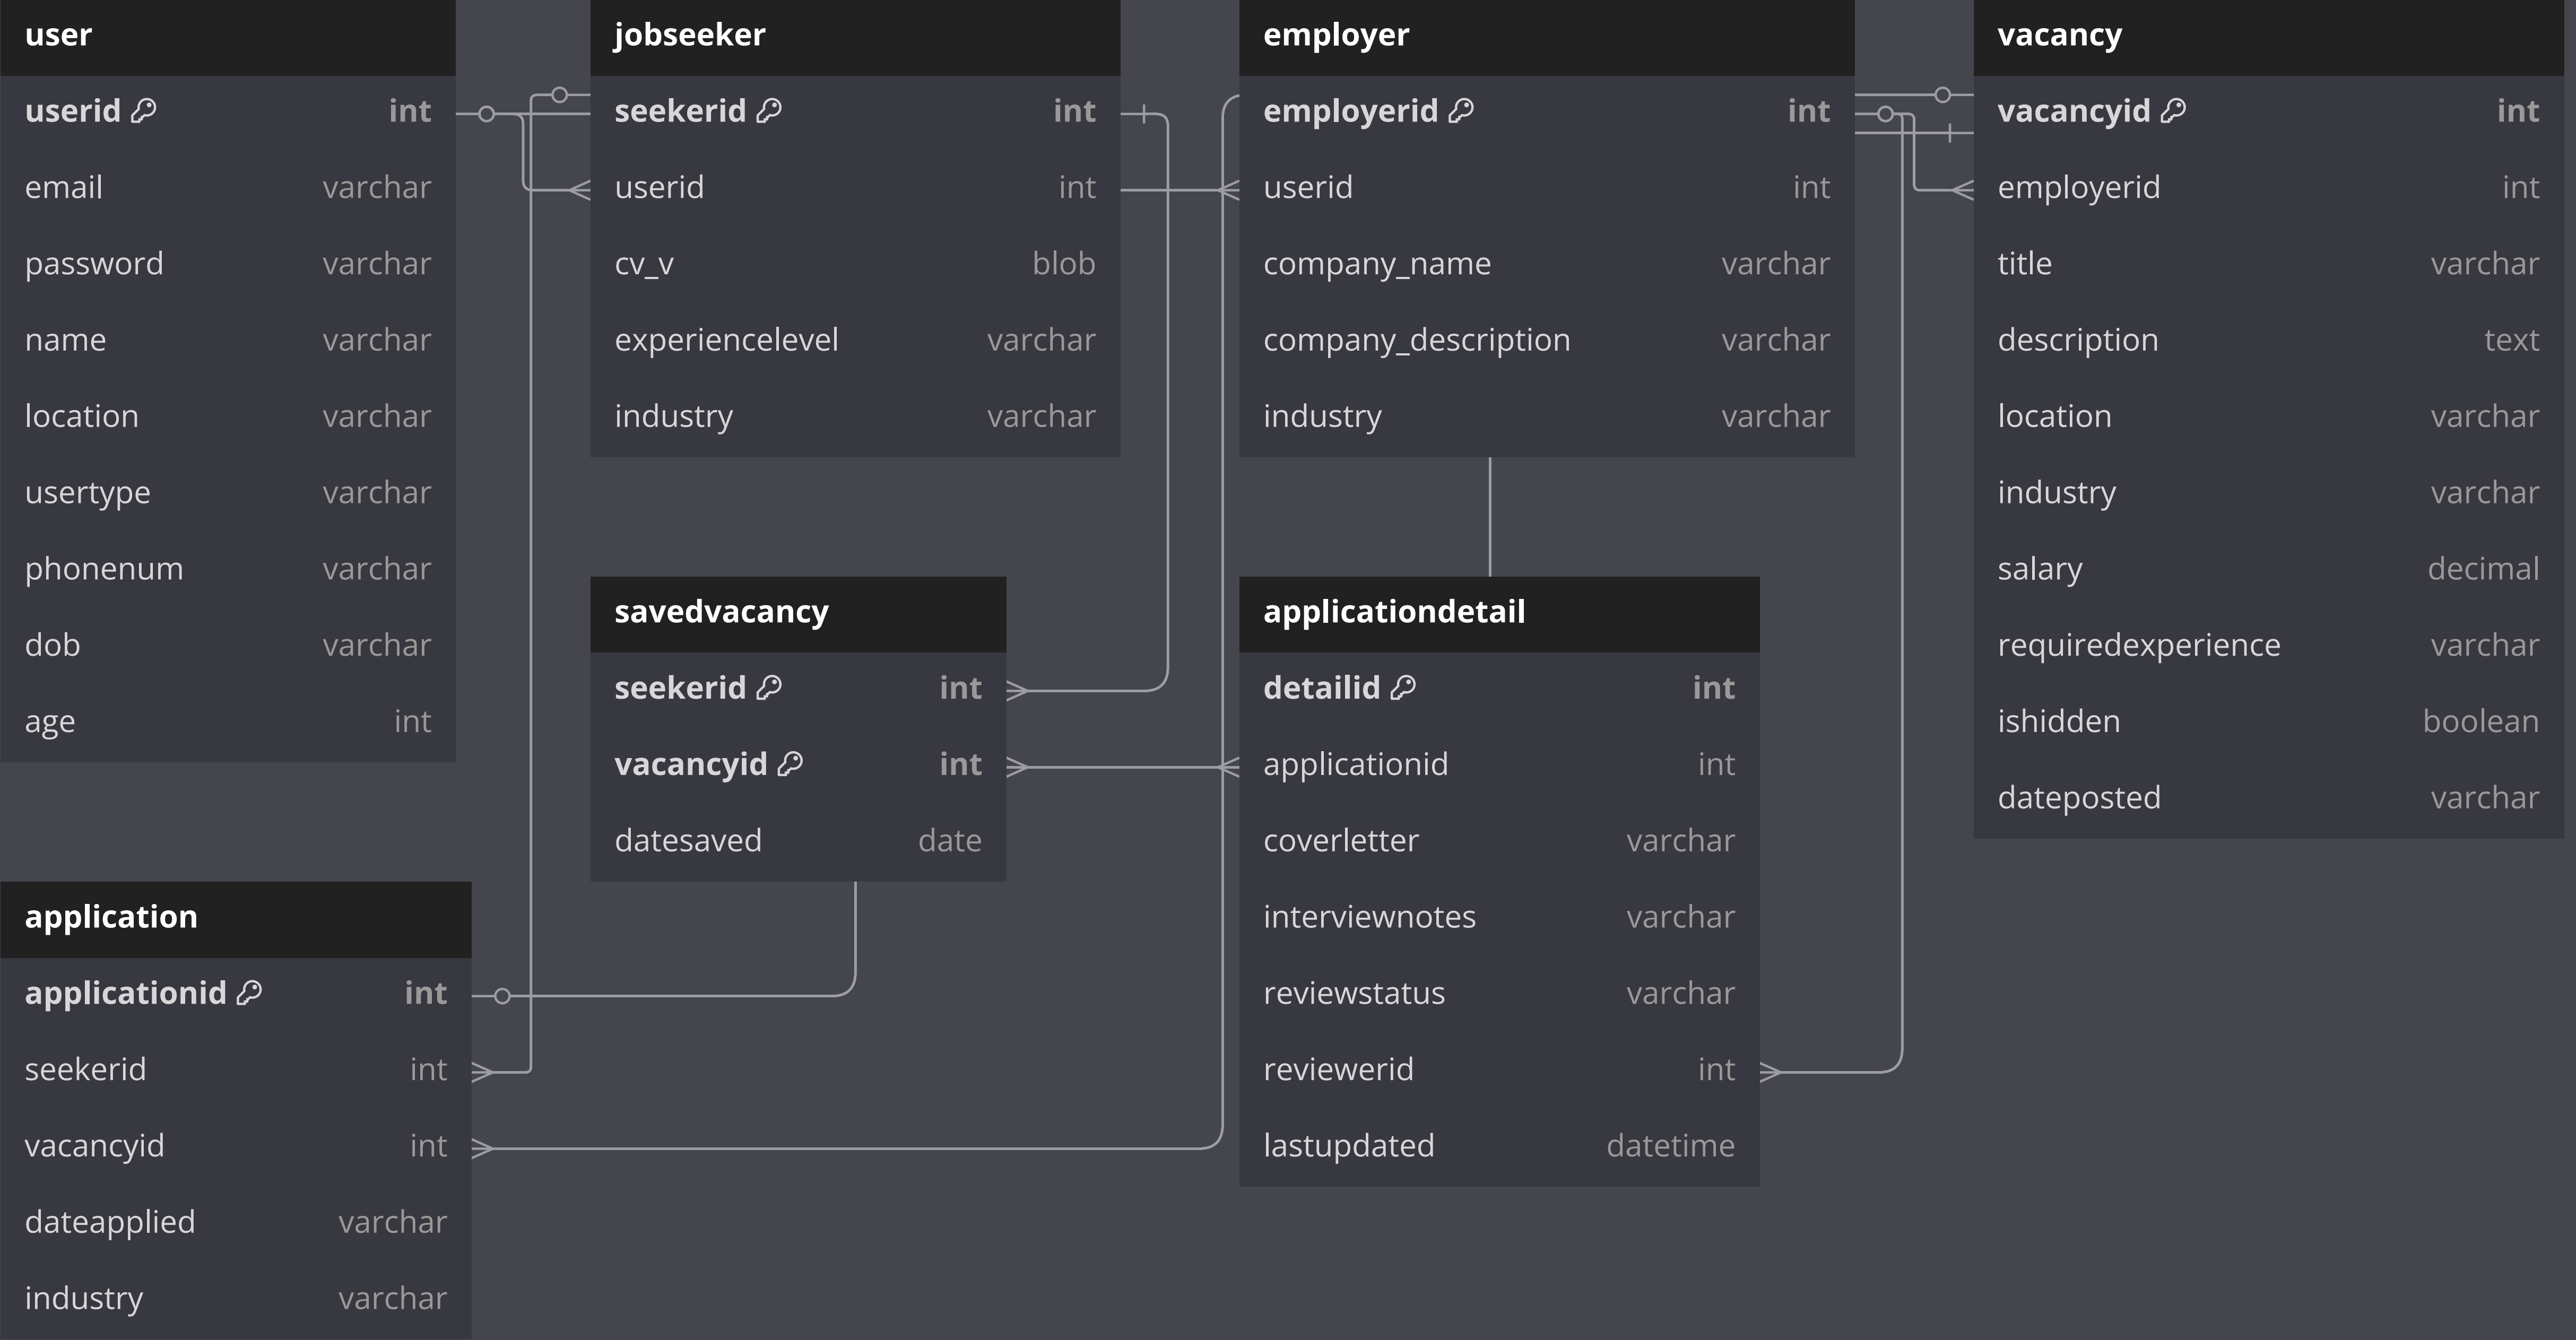 user
userid int
email varchar
password varchar
name varchar
location varchar
usertype varchar
phonenum varchar
dob varchar
age int
jobseeker
seekerid int
userid int
cv_v blob
experiencelevel varchar
industry varchar
employer
employerid int
userid int
company_name varchar
company_description varchar
industry varchar
vacancy
vacancyid int
employerid int
title varchar
description text
location varchar
industry varchar
salary decimal
requiredexperience varchar
ishidden boolean
dateposted varchar
savedvacancy
seekerid int
vacancyid int
datesaved date
applicationdetail
detailid int
applicationid int
coverletter varchar
interviewnotes varchar
reviewstatus varchar
reviewerid int
lastupdated datetime
application
applicationid int
seekerid int
vacancyid int
dateapplied varchar
industry varchar